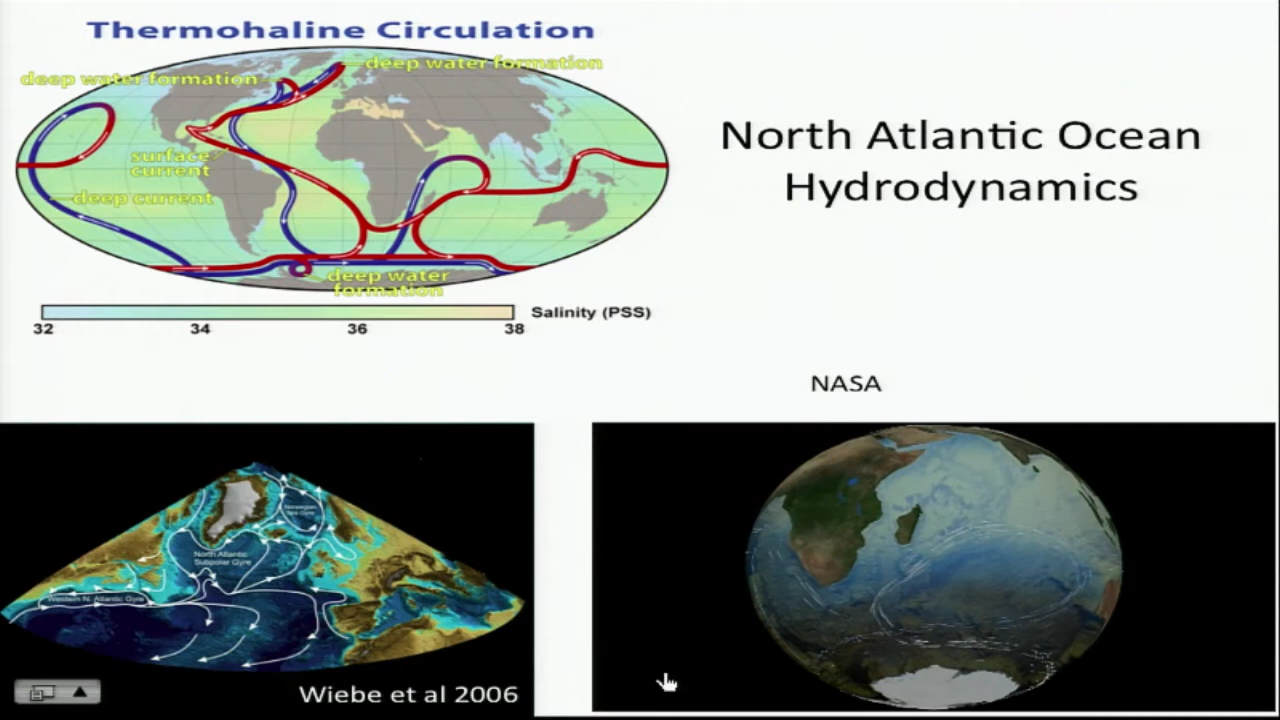 Thermohaline Circulation
deep water formation
deep water formation
surface
current
deep current
deep water
formation
32
34
36
38
Salinity (PSS)
North Atlantic Ocean
Hydrodynamics
NASA
Norwegian
Sea Gyre
North Atlantic
Subpolar Gyre
Western N. Atlantic Gyre
Wiebe et al 2006